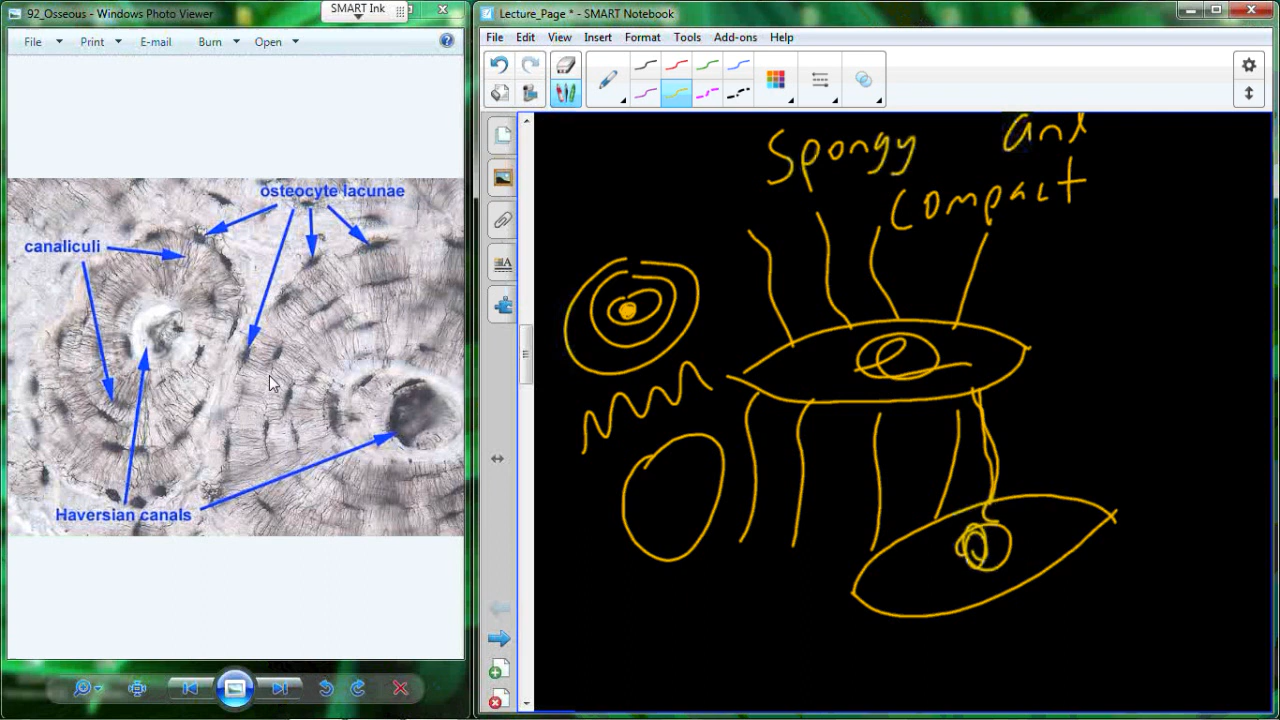 92_Osseous - Windows Photo Viewer
SMART Ink
File Print E-mail Burn Open
osteocyte lacunae
canaliculi
Haversian canals
Lecture_Page * - SMART Notebook
File Edit View Insert Format Tools Add-ons Help
Spongy and
compact